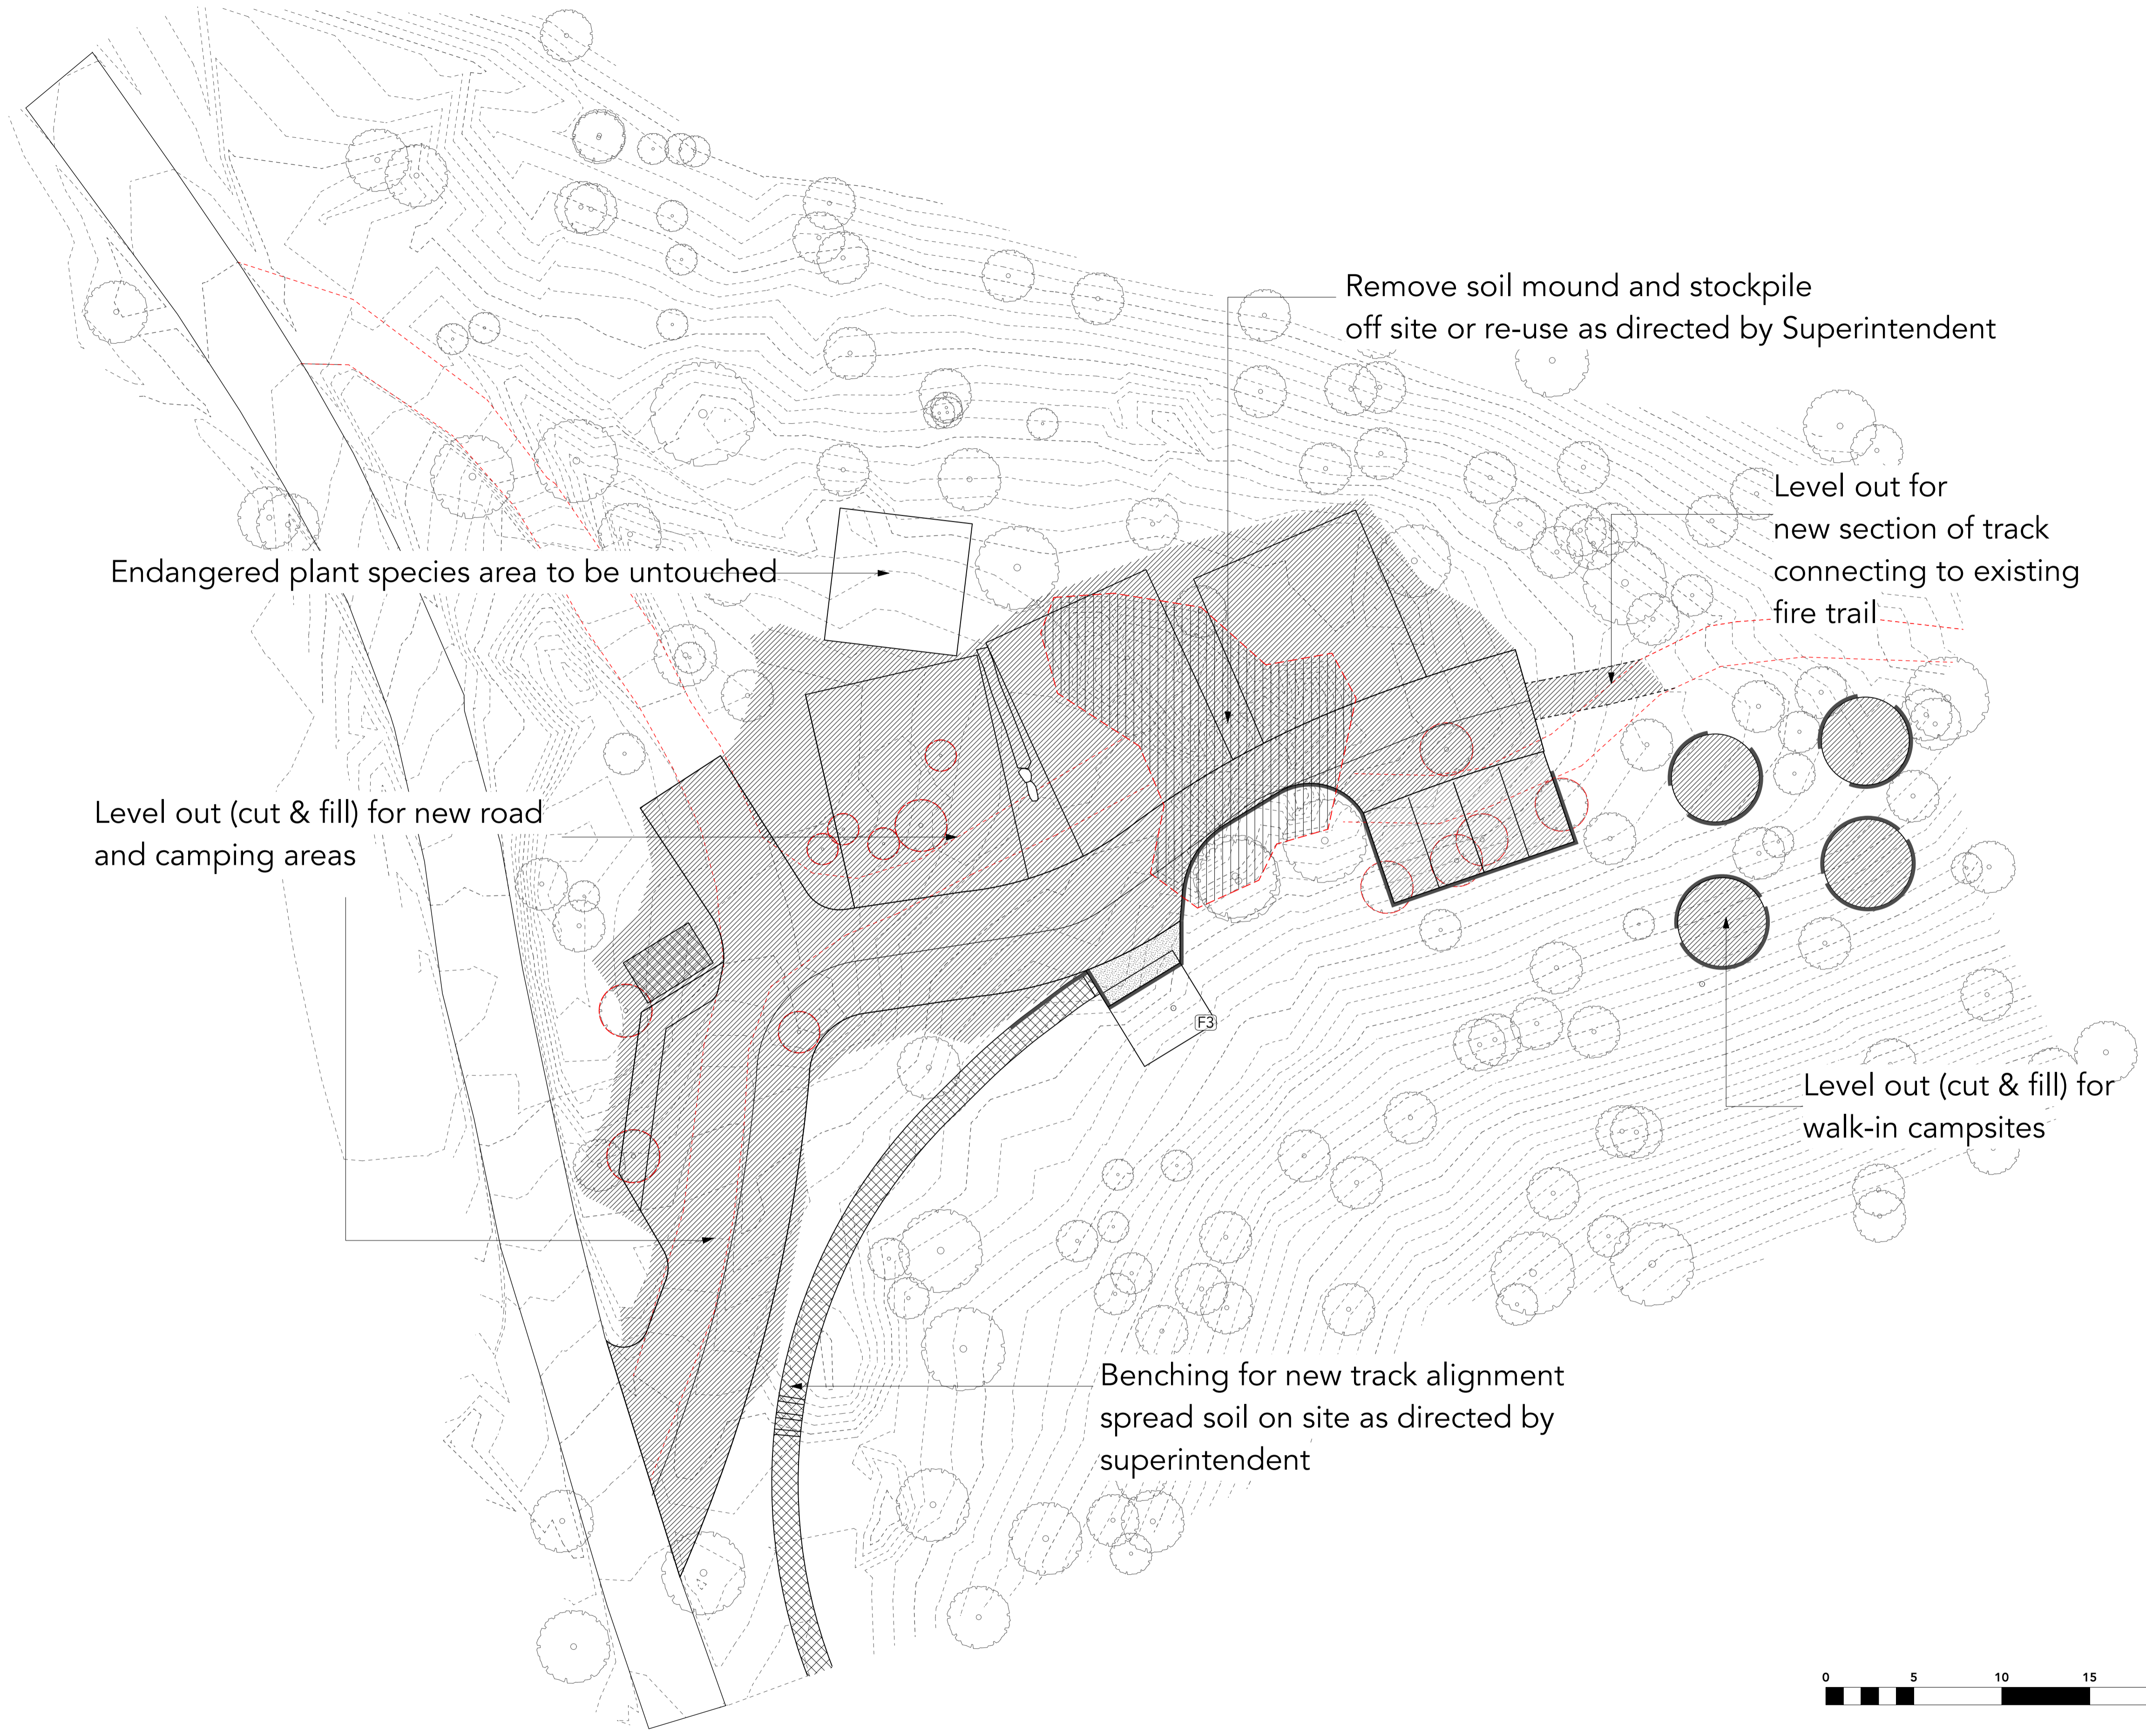 Remove soil mound and stockpile
off site or re-use as directed by Superintendent
Level out for
new section of track
connecting to existing
fire trail
Endangered plant species area to be untouched
Level out (cut & fill) for new road
and camping areas
F3
Level out (cut & fill) for
walk-in campsites
Benching for new track alignment
spread soil on site as directed by
superintendent
0 5 10 15